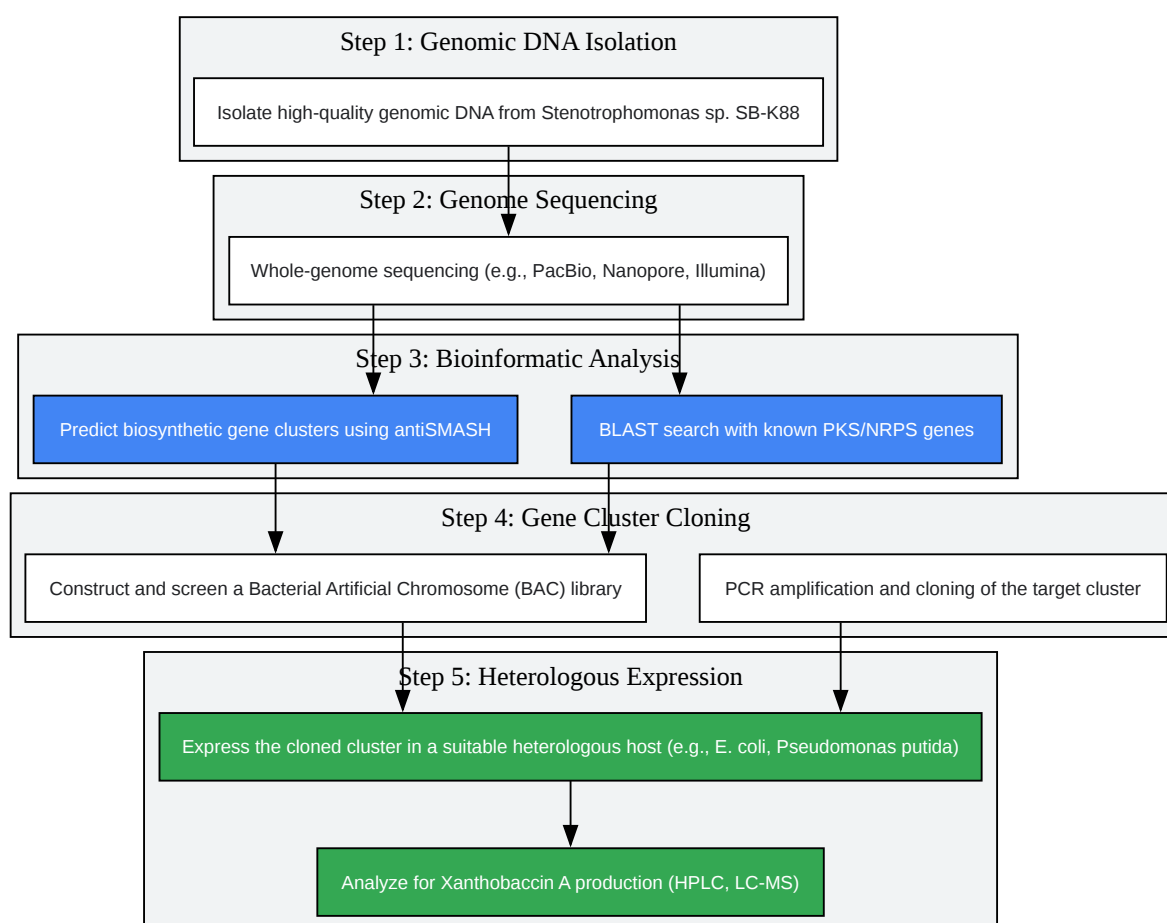 Step 1: Genomic DNA Isolation
Isolate high-quality genomic DNA from Stenotrophomonas sp. SB-K88
Step 2: Genome Sequencing
Whole-genome sequencing (e.g., PacBio, Nanopore, Illumina)
Step 3: Bioinformatic Analysis
Predict biosynthetic gene clusters using antiSMASH
BLAST search with known PKS/NRPS genes
Step 4: Gene Cluster Cloning
Construct and screen a Bacterial Artificial Chromosome (BAC) library
PCR amplification and cloning of the target cluster
Step 5: Heterologous Expression
Express the cloned cluster in a suitable heterologous host (e.g., E. coli, Pseudomonas putida)
Analyze for Xanthobaccin A production (HPLC, LC-MS)